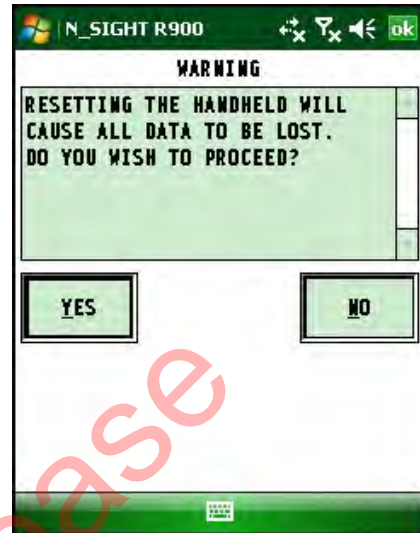 N_SIGHT R900 ok
WARNING
RESETTING THE HANDHELD WILL
CAUSE ALL DATA TO BE LOST.
DO YOU WISH TO PROCEED?
YES NO
ase